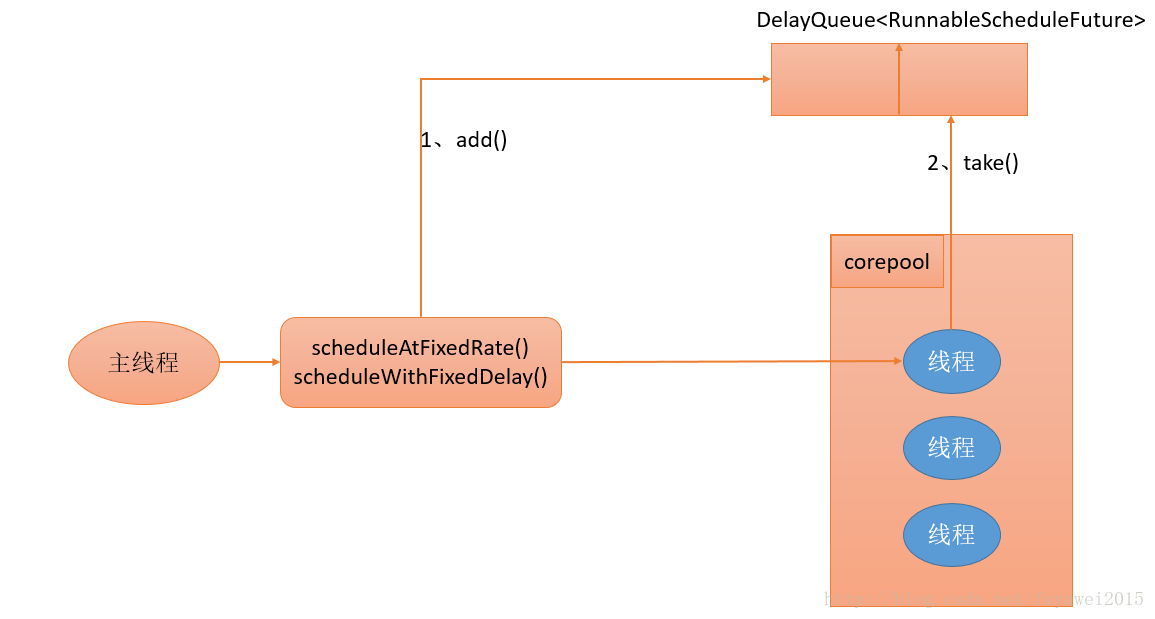 DelayQueue<RunnableScheduleFuture>
1、add()
2、take()
corepool
主线程
scheduleAtFixedRate()
scheduleWithFixedDelay()
线程
线程
线程